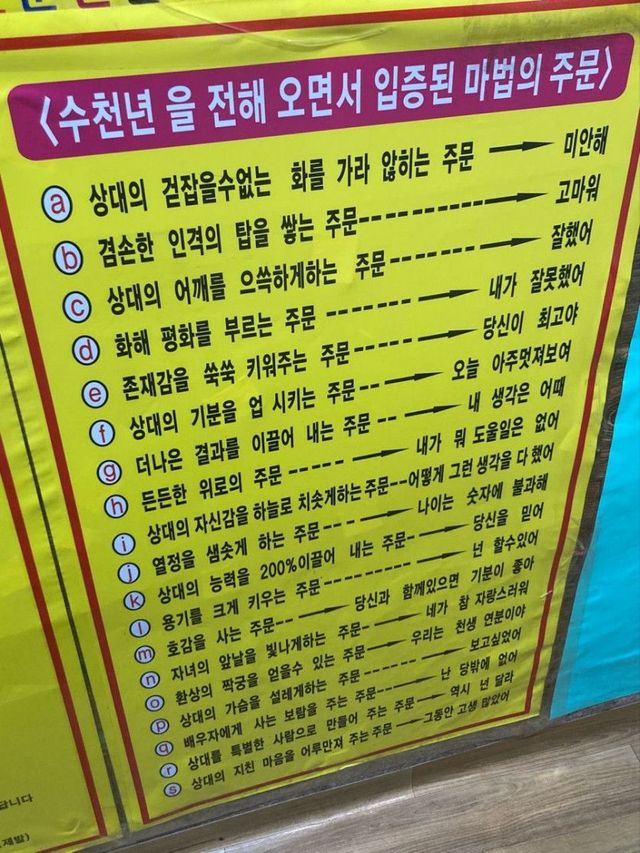 <수천년 을 전해 오면서 입증된 마법의 주문>
ⓐ 상대의 걷잡을수없는 화를 가라 않히는 주문 → 미안해
ⓑ 겸손한 인격의 탑을 쌓는 주문 → 고마워
ⓒ 상대의 어깨를 으쓱하게하는 주문 → 잘했어
ⓓ 화해 평화를 부르는 주문 → 내가 잘못했어
ⓔ 존재감을 쑥쑥 키워주는 주문 → 당신이 최고야
ⓕ 상대의 기분을 업 시키는 주문 → 오늘 아주멋져보여
ⓖ 더나은 결과를 이끌어 내는 주문 → 내 생각은 어때
ⓗ 든든한 위로의 주문 → 내가 뭐 도울일은 없어
ⓘ 상대의 자신감을 하늘로 치솟게하는 주문 --- 어떻게 그런 생각을 다 했어
ⓙ 열정을 샘솟게 하는 주문 → 나이는 숫자에 불과해
ⓚ 상대의 능력을 200%이끌어 내는 주문 → 당신을 믿어
ⓛ 용기를 크게 키우는 주문 → 넌 할수있어
ⓜ 호감을 사는 주문 → 당신과 함께있으면 기분이 좋아
ⓝ 자녀의 앞날을 빛나게하는 주문 → 네가 참 자랑스러워
ⓞ 환상의 짝궁을 얻을수 있는 주문 → 우리는 천생 연분이야
ⓟ 상대의 가슴을 설레게하는 주문 → 보고싶었어
ⓠ 배우자에게 사는 보람을 주는 주문 → 난 당밖에 없어
ⓡ 상대를 특별한 사람으로 만들어 주는 주문 → 역시 넌 달라
ⓢ 상대의 지친 마음을 어루만져 주는 주문 → 그동안 고생 많았어